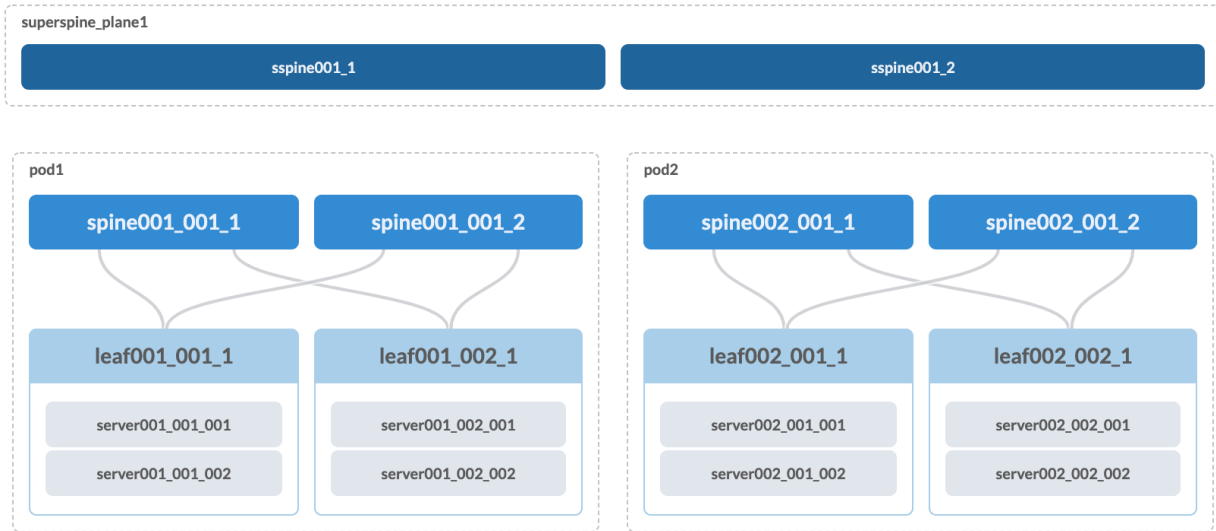 superspine_plane1
sspine001_1
sspine001_2
pod1
spine001_001_1
spine001_001_2
leaf001_001_1
server001_001_001
server001_001_002
leaf001_002_1
server001_002_001
server001_002_002
pod2
spine002_001_1
spine002_001_2
leaf002_001_1
server002_001_001
server002_001_002
leaf002_002_1
server002_002_001
server002_002_002